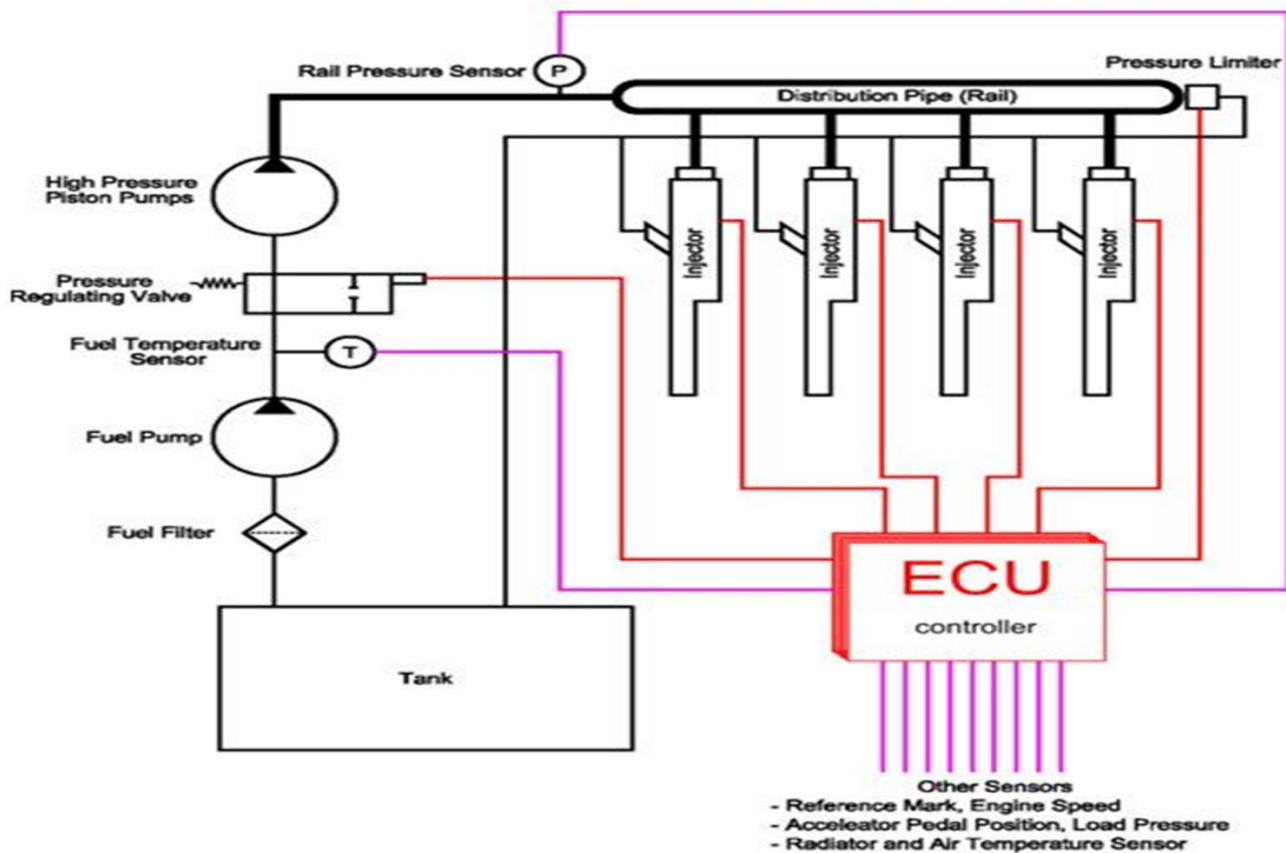 Rail Pressure Sensor
P
Pressure Limiter
Distribution Pipe (Rail)
High Pressure
Piston Pumps
Injector
Injector
Injector
Injector
Pressure
Regulating Valve
Fuel Temperature
Sensor
T
Fuel Pump
Fuel Filter
ECU
controller
Tank
Other Sensors
- Reference Mark, Engine Speed
- Acceleator Pedal Position, Load Pressure
- Radiator and Air Temperature Sensor